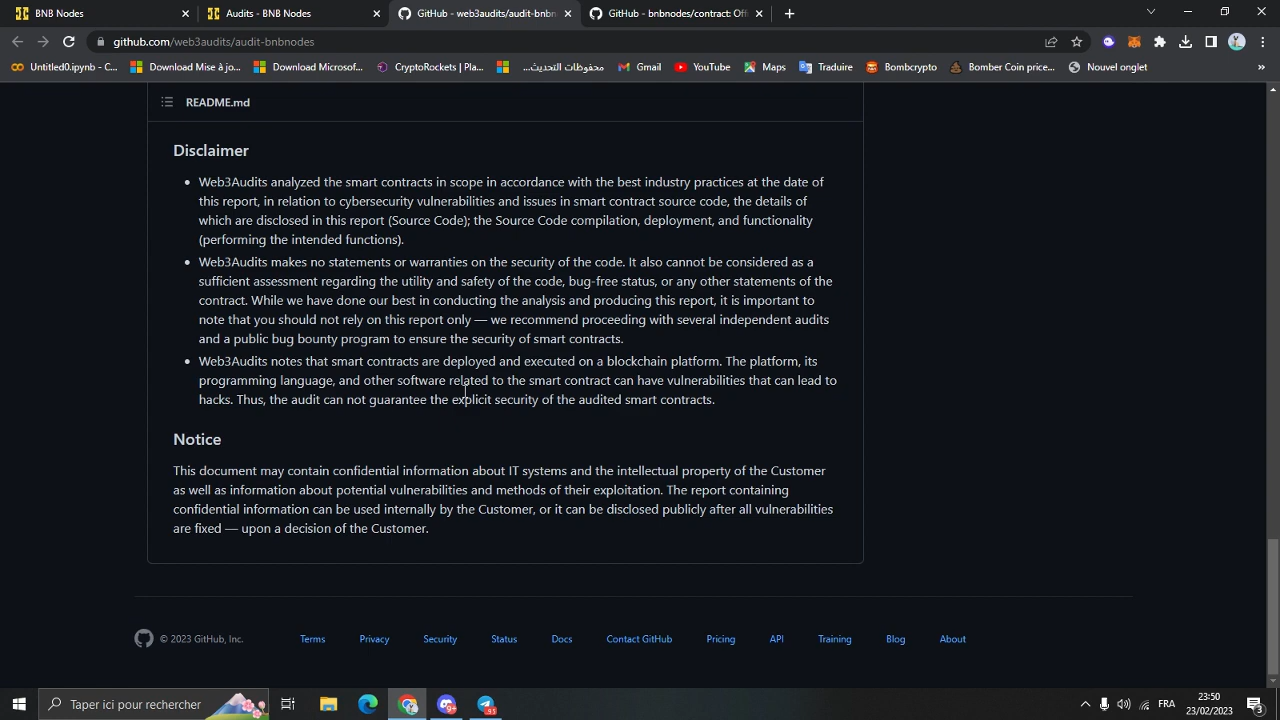 BNB Nodes
Audits - BNB Nodes
GitHub - web3audits/audit-bnbn
GitHub - bnbnodes/contract: Off
github.com/web3audits/audit-bnbnodes
Untitled0.ipynb - C...
Download Mise à jo...
Download Microsof...
CryptoRockets | Pla...
محفوظات التحديث...
Gmail
YouTube
Maps
Traduire
Bombcrypto
Bomber Coin price...
Nouvel onglet
README.md
Disclaimer
Web3Audits analyzed the smart contracts in scope in accordance with the best industry practices at the date of
this report, in relation to cybersecurity vulnerabilities and issues in smart contract source code, the details of
which are disclosed in this report (Source Code); the Source Code compilation, deployment, and functionality
(performing the intended functions).
Web3Audits makes no statements or warranties on the security of the code. It also cannot be considered as a
sufficient assessment regarding the utility and safety of the code, bug-free status, or any other statements of the
contract. While we have done our best in conducting the analysis and producing this report, it is important to
note that you should not rely on this report only — we recommend proceeding with several independent audits
and a public bug bounty program to ensure the security of smart contracts.
Web3Audits notes that smart contracts are deployed and executed on a blockchain platform. The platform, its
programming language, and other software related to the smart contract can have vulnerabilities that can lead to
hacks. Thus, the audit can not guarantee the explicit security of the audited smart contracts.
Notice
This document may contain confidential information about IT systems and the intellectual property of the Customer
as well as information about potential vulnerabilities and methods of their exploitation. The report containing
confidential information can be used internally by the Customer, or it can be disclosed publicly after all vulnerabilities
are fixed — upon a decision of the Customer.
© 2023 GitHub, Inc.
Terms
Privacy
Security
Status
Docs
Contact GitHub
Pricing
API
Training
Blog
About
Taper ici pour rechercher
FRA
23:50
23/02/2023